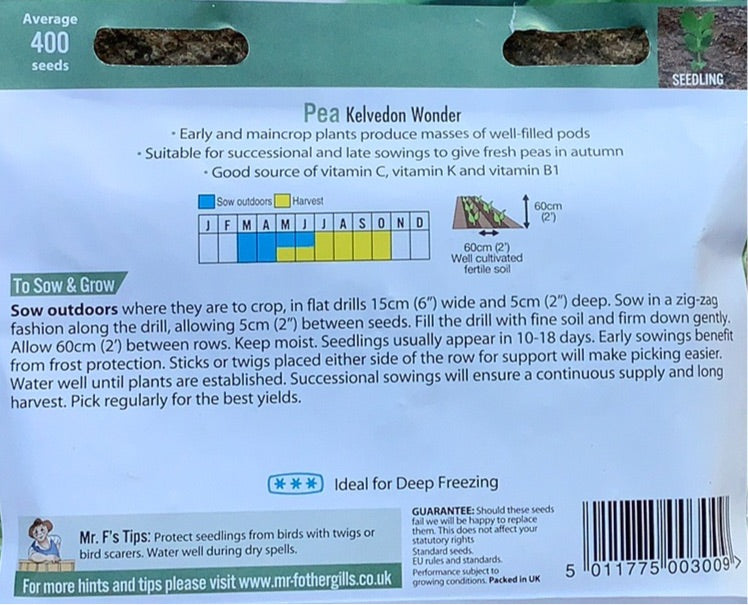 Average
400
seeds
SEEDLING
Pea Kelvedon Wonder
• Early and maincrop plants produce masses of well-filled pods
• Suitable for successional and late sowings to give fresh peas in autumn
• Good source of vitamin C, vitamin K and vitamin B1
Sow outdoors Harvest
J F M A M J J A S O N D
60cm
(2')
60cm (2')
Well cultivated
fertile soil
To Sow & Grow
Sow outdoors where they are to crop, in flat drills 15cm (6") wide and 5cm (2") deep. Sow in a zig-zag
fashion along the drill, allowing 5cm (2") between seeds. Fill the drill with fine soil and firm down gently.
Allow 60cm (2') between rows. Keep moist. Seedlings usually appear in 10-18 days. Early sowings benefit
from frost protection. Sticks or twigs placed either side of the row for support will make picking easier.
Water well until plants are established. Successional sowings will ensure a continuous supply and long
harvest. Pick regularly for the best yields.
*** Ideal for Deep Freezing
Mr. F's Tips: Protect seedlings from birds with twigs or
bird scarers. Water well during dry spells.
For more hints and tips please visit www.mr-fothergills.co.uk
GUARANTEE: Should these seeds
fail we will be happy to replace
them. This does not affect your
statutory rights
Standard seeds.
EU rules and standards.
Performance subject to
growing conditions. Packed in UK
5 011775 003009 >